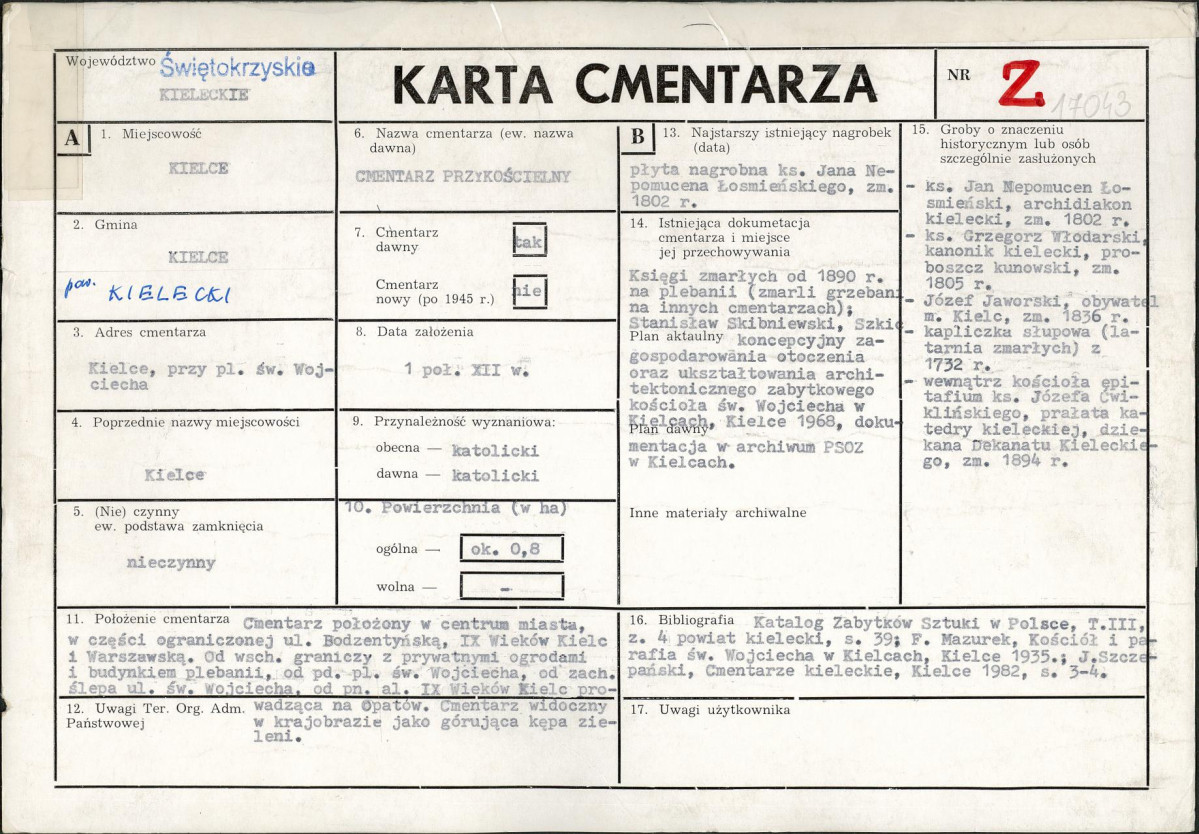 Województwo Świętokrzyskie
KIELECKIE
KARTA CMENTARZA
NR Z 17043
A
1. Miejscowość
KIELCE
2. Gmina
KIELCE
pow. KIELECKI
3. Adres cmentarza
Kielce, przy pl. św. Woj-
ciecha
4. Poprzednie nazwy miejscowości
Kielce
5. (Nie) czynny
ew. podstawa zamknięcia
nieczynny
6. Nazwa cmentarza (ew. nazwa
dawna)
CMENTARZ PRZYKOŚCIELNY
7. Cmentarz
dawny tak
Cmentarz
nowy (po 1945 r.) nie
8. Data założenia
1 poł. XII w.
9. Przynależność wyznaniowa:
obecna — katolicki
dawna — katolicki
10. Powierzchnia (w ha)
ogólna — ok. 0,8
wolna — -
11. Położenie cmentarza Cmentarz położony w centrum miasta,
w części ograniczonej ul. Bodzentyńską, IX Wieków Kielc
i Warszawską. Od wsch. graniczy z prywatnymi ogrodami
i budynkiem plebanii, od pd. pl. św. Wojciecha, od zach.
ślepa ul. św. Wojciecha, od pn. al. IX Wieków Kielc pro-
wadząca na Opatów. Cmentarz widoczny
w krajobrazie jako górująca kępa zie-
leni.
12. Uwagi Ter. Org. Adm.
Państwowej
B
13. Najstarszy istniejący nagrobek
(data)
płyta nagrobna ks. Jana Ne-
pomucena Łosmieńskiego, zm.
1802 r.
14. Istniejąca dokumetacja
cmentarza i miejsce
jej przechowywania
Księgi zmarłych od 1890 r.
na plebanii (zmarli grzebani
na innych cmentarzach);
Stanisław Skibniewski, Szkic
Plan aktualny koncepcyjny za-
gospodarowania otoczenia
oraz ukształtowania archi-
tektonicznego zabytkowego
kościoła św. Wojciecha w
Kielcach, Kielce 1968, doku-
Plan dawny
mentacja w archiwum PSOZ
w Kielcach.
Inne materiały archiwalne
15. Groby o znaczeniu
historycznym lub osób
szczególnie zasłużonych
- ks. Jan Nepomucen Ło-
smieński, archidiakon
kielecki, zm. 1802 r.
- ks. Grzegorz Włodarski,
kanonik kielecki, pro-
boszcz kunowski, zm.
1805 r.
- Józef Jaworski, obywatel
m. Kielc, zm. 1836 r.
- kapliczka słupowa (la-
tarnia zmarłych) z
1732 r.
- wewnątrz kościoła epi-
tafium ks. Józefa Ćwi-
klińskiego, prałata ka-
tedry kieleckiej, dzie-
kana Dekanatu Kieleckie-
go, zm. 1894 r.
16. Bibliografia Katalog Zabytków Sztuki w Polsce, T.III,
z. 4 powiat kielecki, s. 39; F. Mazurek, Kościół i pa-
rafia św. Wojciecha w Kielcach, Kielce 1935.; J.Szcze-
pański, Cmentarze kieleckie, Kielce 1982, s. 3-4.
17. Uwagi użytkownika